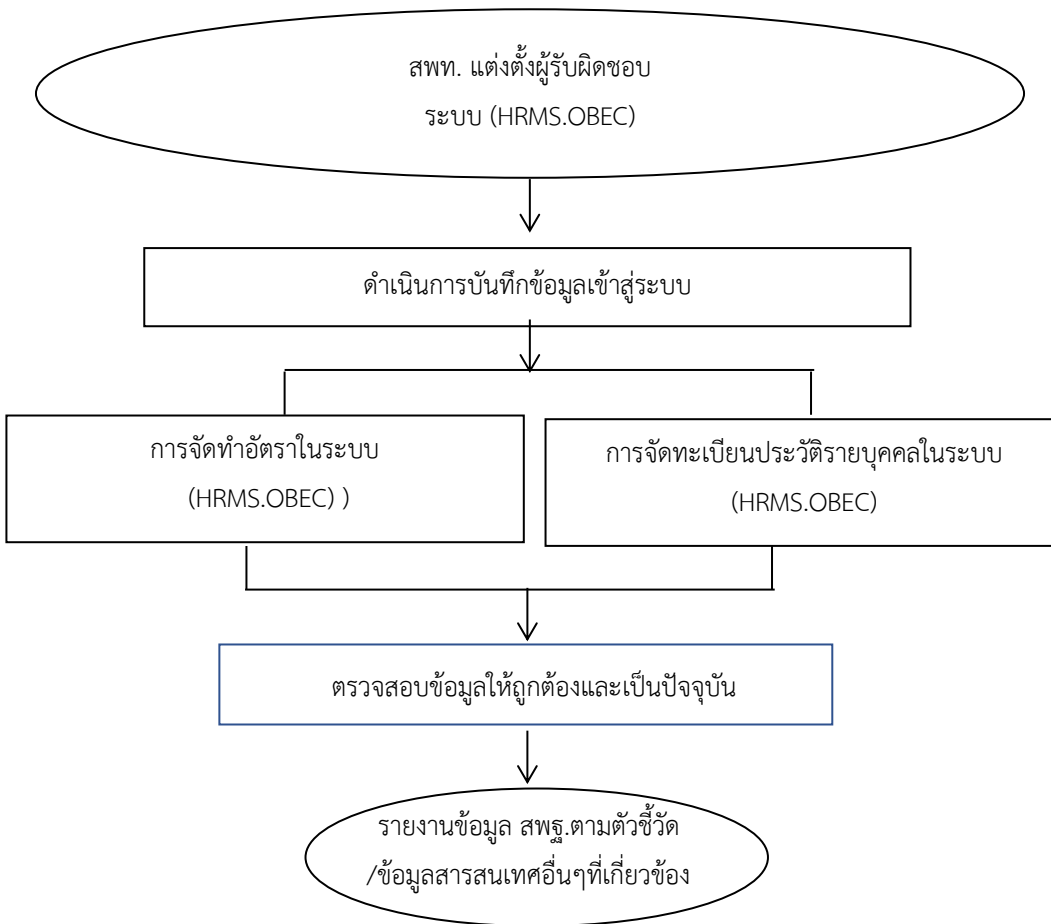 สพท. แต่งตั้งผู้รับผิดชอบ
ระบบ (HRMS.OBEC)
ดำเนินการบันทึกข้อมูลเข้าสู่ระบบ
การจัดทำอัตราในระบบ
(HRMS.OBEC) )
การจัดทะเบียนประวัติรายบุคคลในระบบ
(HRMS.OBEC)
ตรวจสอบข้อมูลให้ถูกต้องและเป็นปัจจุบัน
รายงานข้อมูล สพฐ.ตามตัวชี้วัด
/ข้อมูลสารสนเทศอื่นๆที่เกี่ยวข้อง